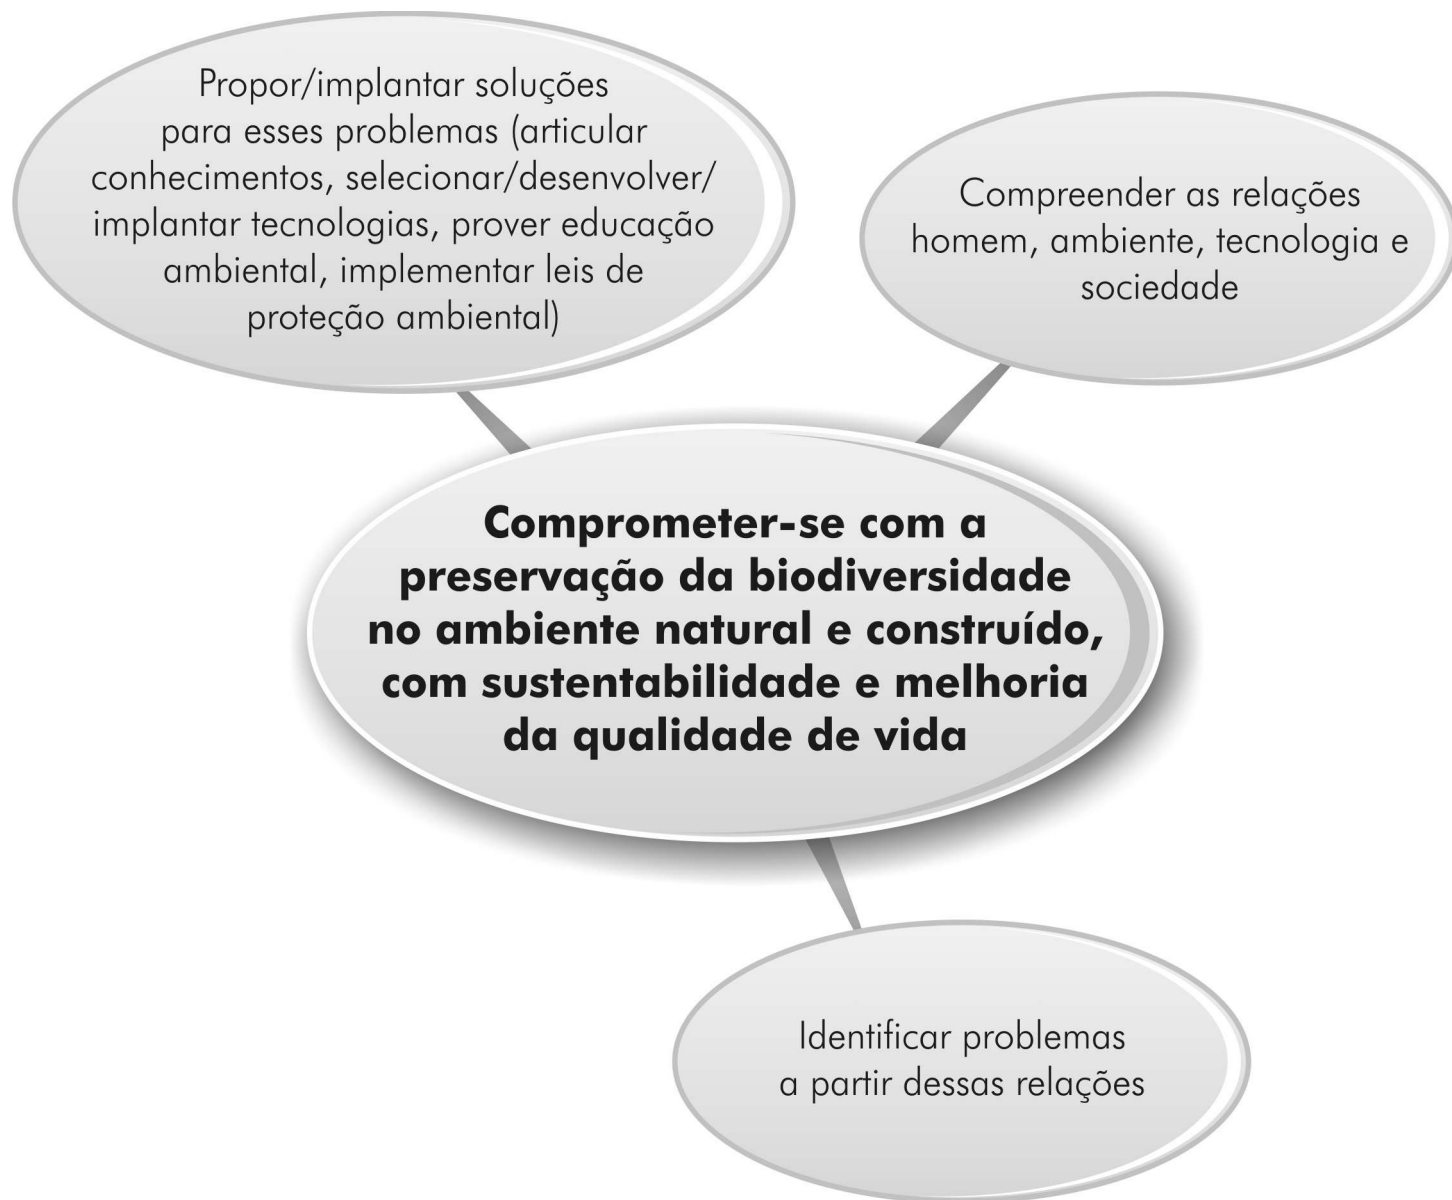 Propor/implantar soluções
para esses problemas (articular
conhecimentos, selecionar/desenvolver/
implantar tecnologias, prover educação
ambiental, implementar leis de
proteção ambiental)
Compreender as relações
homem, ambiente, tecnologia e
sociedade
Comprometer-se com a
preservação da biodiversidade
no ambiente natural e construído,
com sustentabilidade e melhoria
da qualidade de vida
Identificar problemas
a partir dessas relações